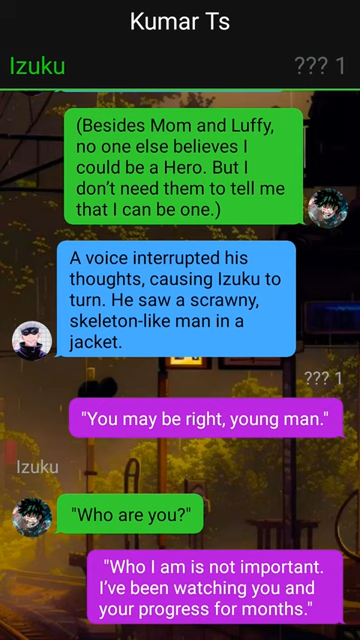 Kumar Ts
Izuku
??? 1
(Besides Mom and Luffy,
no one else believes I
could be a Hero. But I
don’t need them to tell me
that I can be one.)
A voice interrupted his
thoughts, causing Izuku to
turn. He saw a scrawny,
skeleton-like man in a
jacket.
??? 1
"You may be right, young man."
Izuku
"Who are you?"
"Who I am is not important.
I’ve been watching you and
your progress for months."